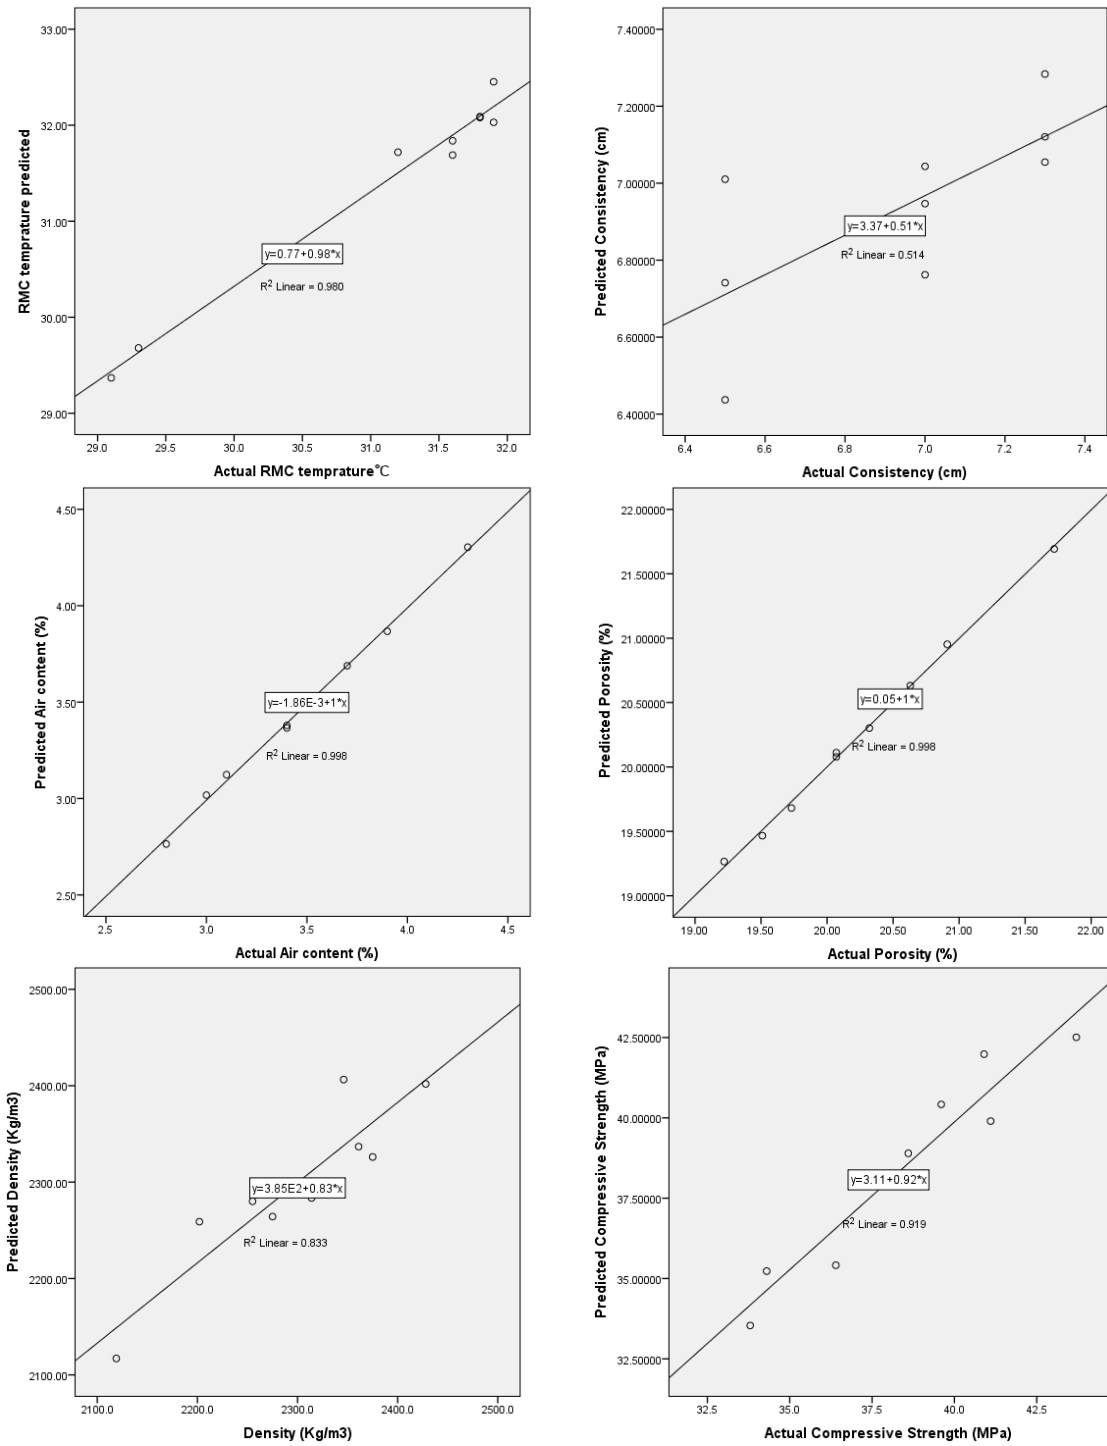 33.00
32.00
31.00
30.00
29.00
RMC temprature predicted
y=0.77+0.98*x
R2 Linear = 0.980
29.0 29.5 30.0 30.5 31.0 31.5 32.0
Actual RMC temprature℃
7.40000
7.20000
7.00000
6.80000
6.60000
6.40000
Predicted Consistency (cm)
y=3.37+0.51*x
R2 Linear = 0.514
6.4 6.6 6.8 7.0 7.2 7.4
Actual Consistency (cm)
4.50
4.00
3.50
3.00
2.50
Predicted Air content (%)
y=-1.86E-3+1*x
R2 Linear = 0.998
2.5 3.0 3.5 4.0 4.5
Actual Air content (%)
22.00000
21.50000
21.00000
20.50000
20.00000
19.50000
19.00000
Predicted Porosity (%)
y=0.05+1*x
R2 Linear = 0.998
19.00 19.50 20.00 20.50 21.00 21.50 22.00
Actual Porosity (%)
2500.00
2400.00
2300.00
2200.00
2100.00
Predicted Density (Kg/m3)
y=3.85E2+0.83*x
R2 Linear = 0.833
2100.0 2200.0 2300.0 2400.0 2500.0
Density (Kg/m3)
42.50000
40.00000
37.50000
35.00000
32.50000
Predicted Compressive Strength (MPa)
y=3.11+0.92*x
R2 Linear = 0.919
32.5 35.0 37.5 40.0 42.5
Actual Compressive Strength (MPa)